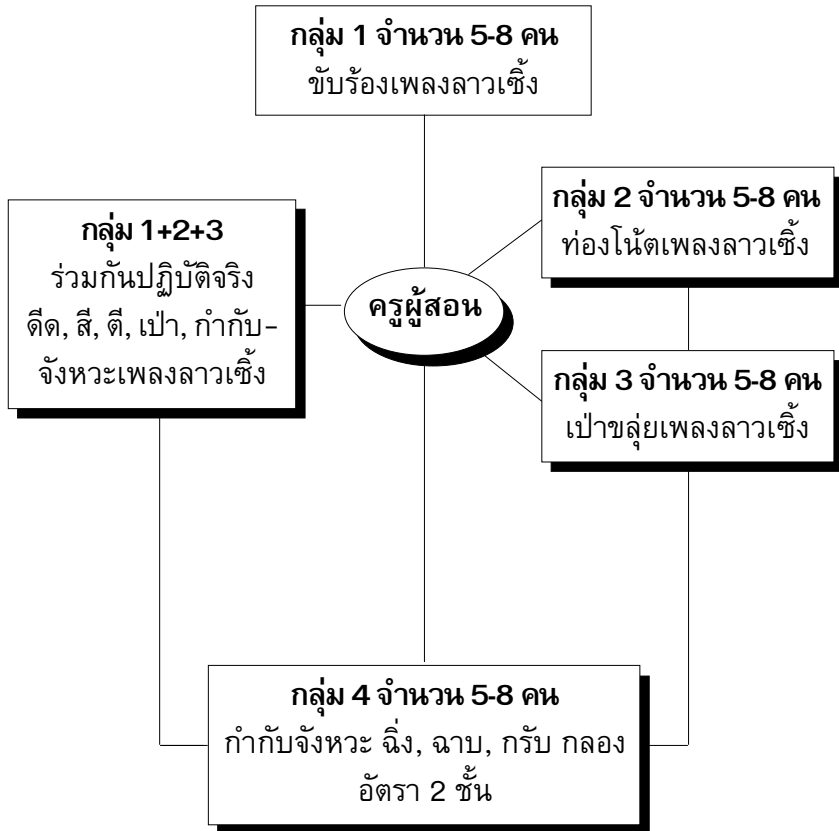 กลุ่ม 1 จำนวน 5-8 คน
ขับร้องเพลงลาวเซิ้ง
กลุ่ม 2 จำนวน 5-8 คน
ท่องโน้ตเพลงลาวเซิ้ง
กลุ่ม 1+2+3
ร่วมกันปฏิบัติจริง
ดีด, สี, ตี, เป่า, กำกับ-
จังหวะเพลงลาวเซิ้ง
ครูผู้สอน
กลุ่ม 3 จำนวน 5-8 คน
เป่าขลุ่ยเพลงลาวเซิ้ง
กลุ่ม 4 จำนวน 5-8 คน
กำกับจังหวะ ฉิ่ง, ฉาบ, กรับ กลอง
อัตรา 2 ชั้น